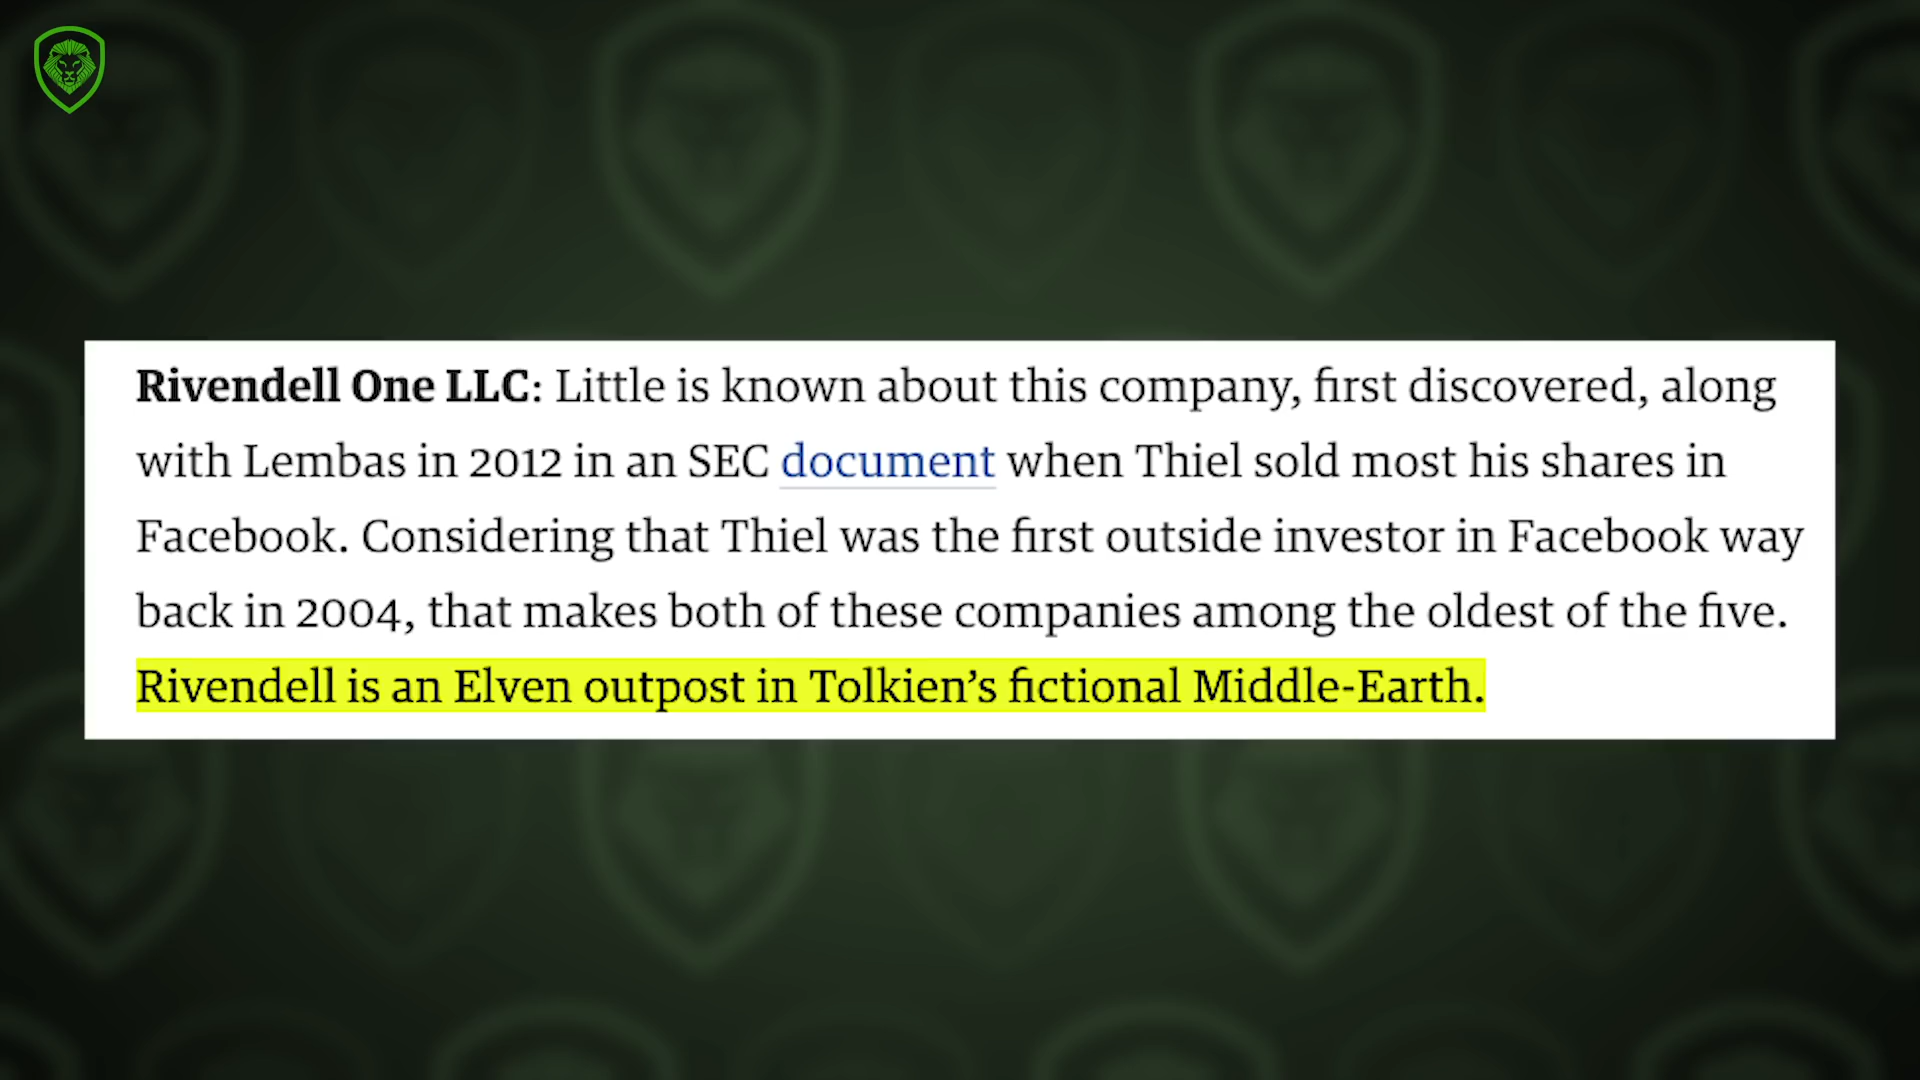 Rivendell One LLC: Little is known about this company, first discovered, along
with Lembas in 2012 in an SEC document when Thiel sold most his shares in
Facebook. Considering that Thiel was the first outside investor in Facebook way
back in 2004, that makes both of these companies among the oldest of the five.
Rivendell is an Elven outpost in Tolkien’s fictional Middle-Earth.